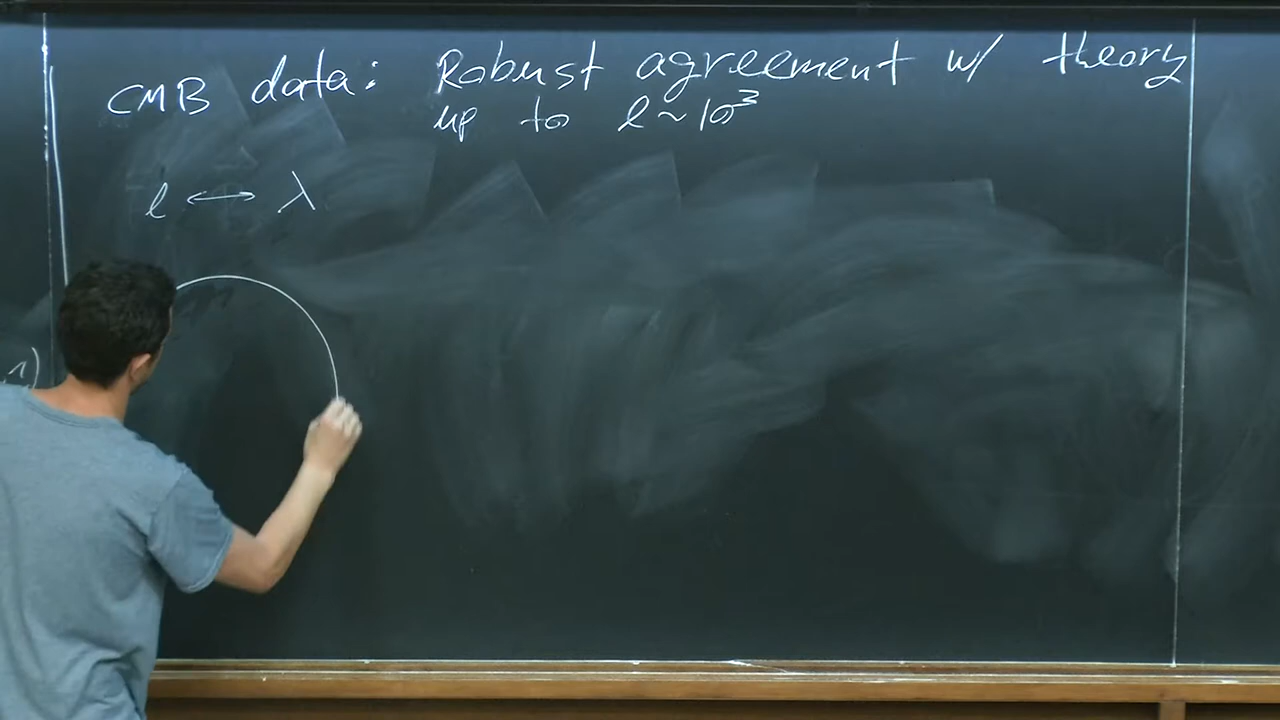 CMB data: Robust agreement w/ theory
up to ℓ ~ 10³
ℓ ⟷ λ